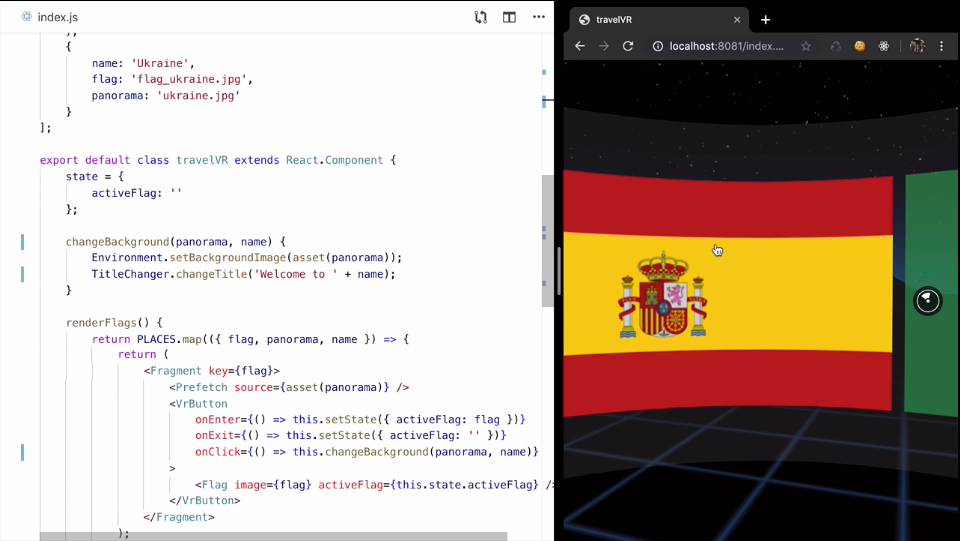 index.js
},
{
name: 'Ukraine',
flag: 'flag_ukraine.jpg',
panorama: 'ukraine.jpg'
}
];
export default class travelVR extends React.Component {
state = {
activeFlag: ''
};
changeBackground(panorama, name) {
Environment.setBackgroundImage(asset(panorama));
TitleChanger.changeTitle('Welcome to ' + name);
}
renderFlags() {
return PLACES.map(({ flag, panorama, name }) => {
return (
<Fragment key={flag}>
<Prefetch source={asset(panorama)} />
<VrButton
onEnter={() => this.setState({ activeFlag: flag })}
onExit={() => this.setState({ activeFlag: '' })}
onClick={() => this.changeBackground(panorama, name)}
>
<Flag image={flag} activeFlag={this.state.activeFlag} />
</VrButton>
</Fragment>
);
travelVR
localhost:8081/index....